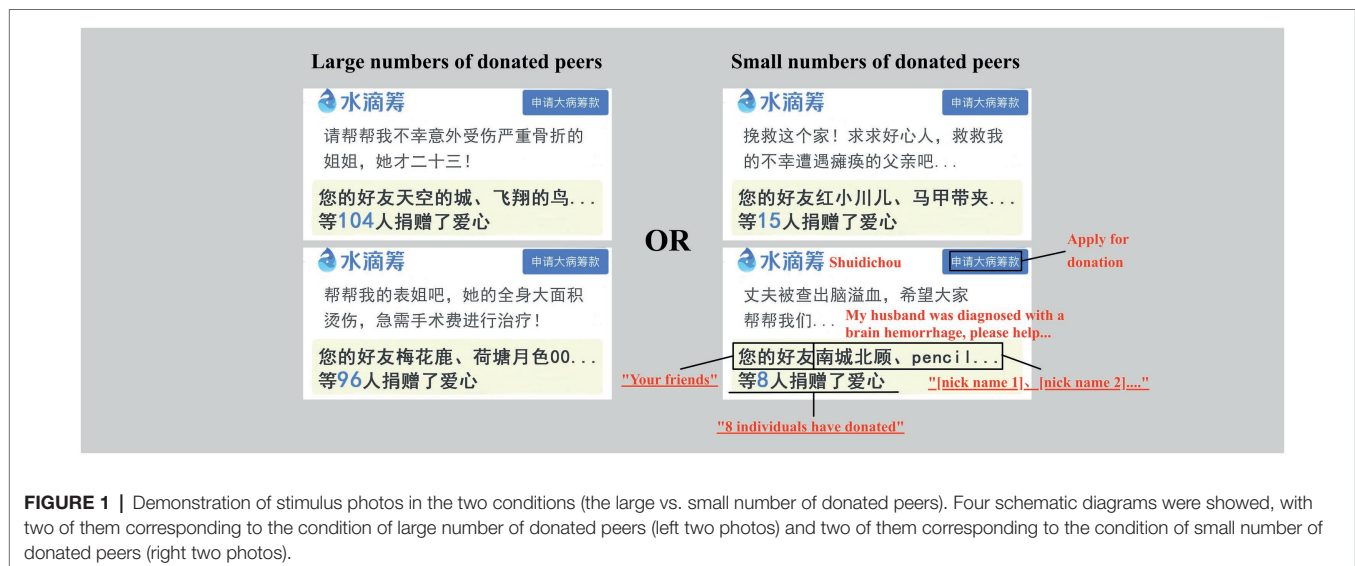 Large numbers of donated peers
水滴筹
申请大病筹款
请帮帮我不幸意外受伤严重骨折的
姐姐，她才二十三！
您的好友天空的城、飞翔的鸟...
等104人捐赠了爱心
水滴筹
申请大病筹款
帮帮我的表姐吧，她的全身大面积
烫伤，急需手术费进行治疗！
您的好友梅花鹿、荷塘月色00...
等96人捐赠了爱心
OR
Small numbers of donated peers
水滴筹
申请大病筹款
挽救这个家！求求好心人，救救我
的不幸遭遇瘫痪的父亲吧...
您的好友红小川儿、马甲带夹...
等15人捐赠了爱心
水滴筹 Shuidichou
申请大病筹款
Apply for
donation
丈夫被查出脑溢血，希望大家
帮帮我们...
My husband was diagnosed with a
brain hemorrhage, please help...
您的好友南城北顾、pencil...
等8人捐赠了爱心
"Your friends"
"[nick name 1]、[nick name 2]...."
"8 individuals have donated"
FIGURE 1 | Demonstration of stimulus photos in the two conditions (the large vs. small number of donated peers). Four schematic diagrams were showed, with
two of them corresponding to the condition of large number of donated peers (left two photos) and two of them corresponding to the condition of small number of
donated peers (right two photos).